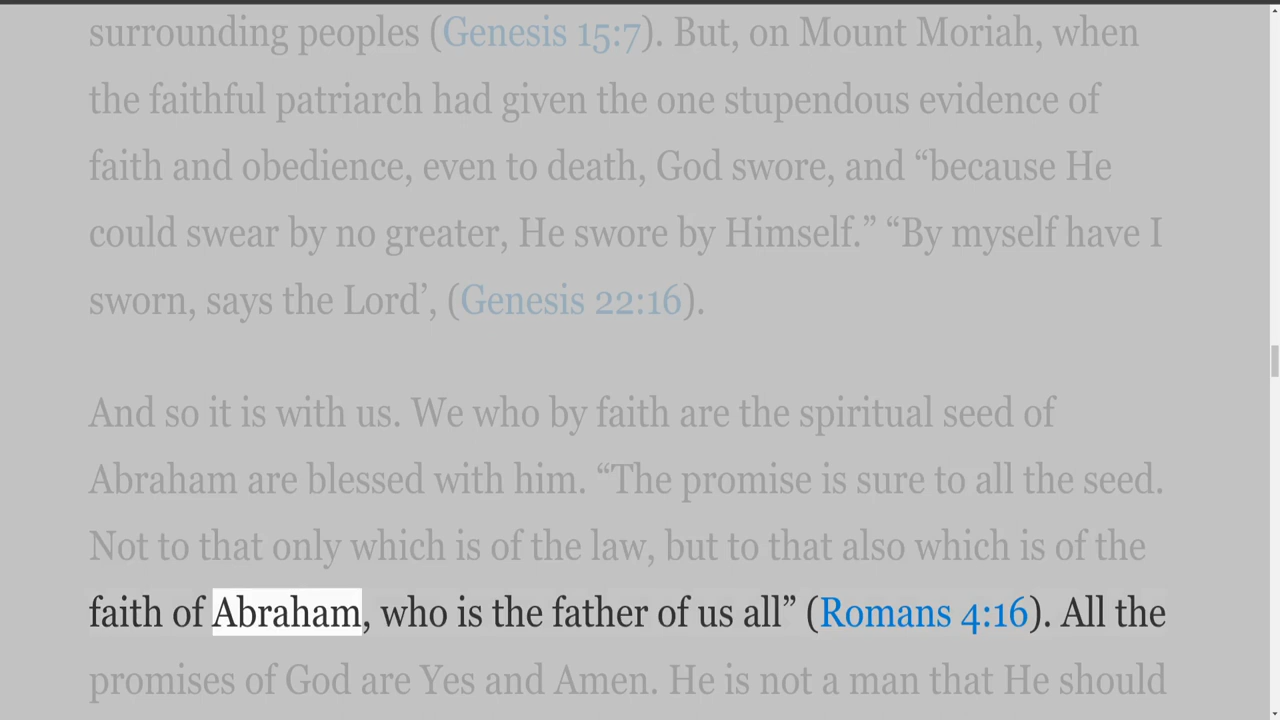 surrounding peoples (Genesis 15:7). But, on Mount Moriah, when
the faithful patriarch had given the one stupendous evidence of
faith and obedience, even to death, God swore, and “because He
could swear by no greater, He swore by Himself.” “By myself have I
sworn, says the Lord’, (Genesis 22:16).
And so it is with us. We who by faith are the spiritual seed of
Abraham are blessed with him. “The promise is sure to all the seed.
Not to that only which is of the law, but to that also which is of the
faith of Abraham, who is the father of us all” (Romans 4:16). All the
promises of God are Yes and Amen. He is not a man that He should